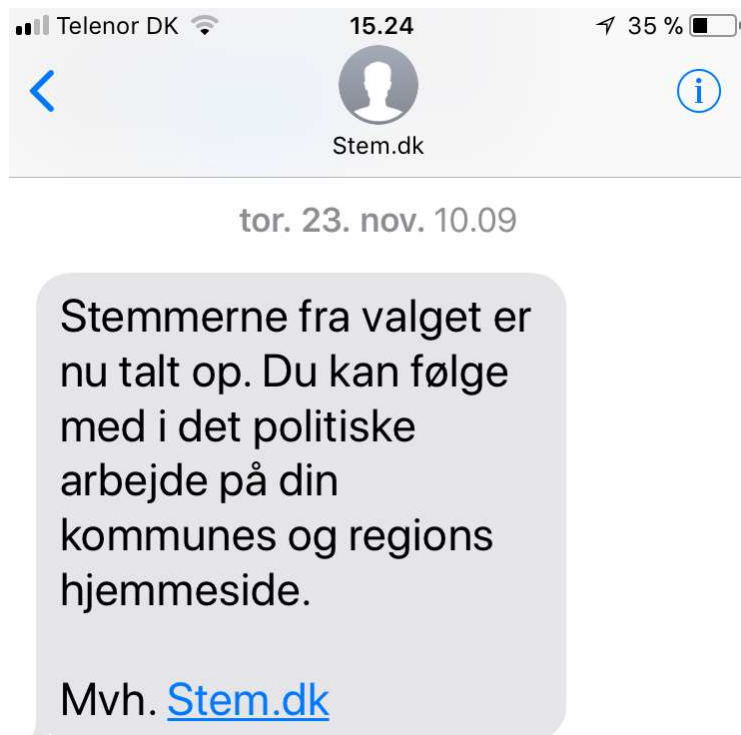 Telenor DK 15.24 35 %
Stem.dk
tor. 23. nov. 10.09
Stemmerne fra valget er
nu talt op. Du kan følge
med i det politiske
arbejde på din
kommunes og regions
hjemmeside.
Mvh. Stem.dk